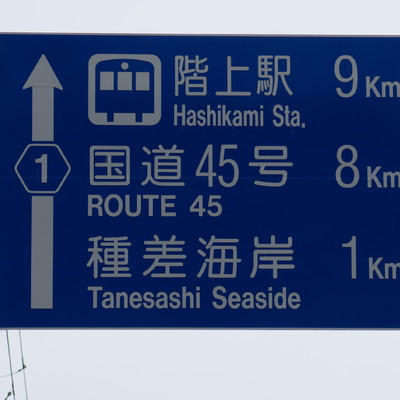 階上駅 9Km
Hashikami Sta.
1
国道45号 8Km
ROUTE 45
種差海岸 1Km
Tanesashi Seaside